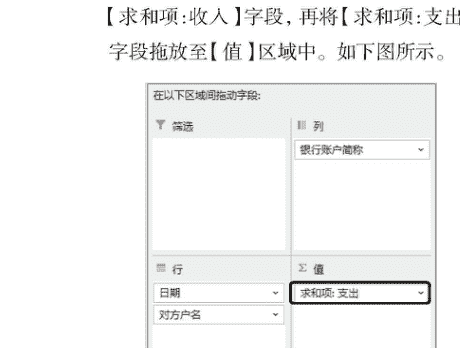 【求和项:收入】字段，再将【求和项:支出
字段拖放至【值】区域中。如下图所示。
在以下区域间拖动字段:
筛选
列
银行账户简称
行
Σ 值
日期
求和项: 支出
对方户名